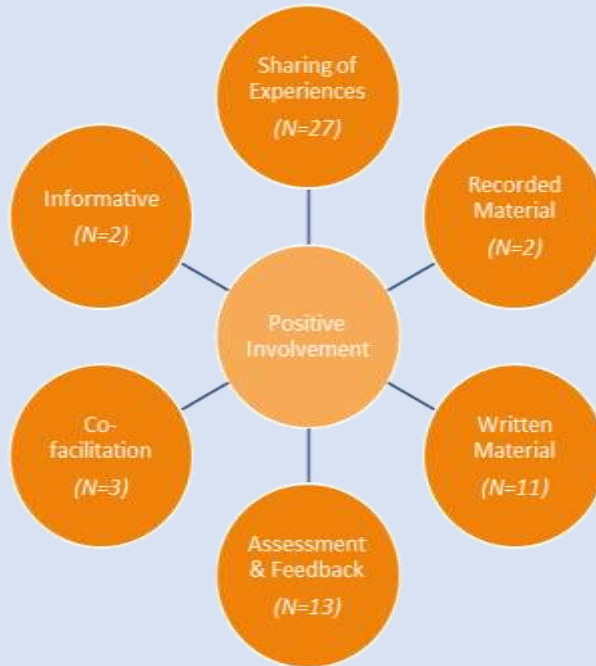 Sharing of
Experiences
(N=27)
Recorded
Material
(N=2)
Written
Material
(N=11)
Assessment
& Feedback
(N=13)
Co-
facilitation
(N=3)
Informative
(N=2)
Positive
Involvement